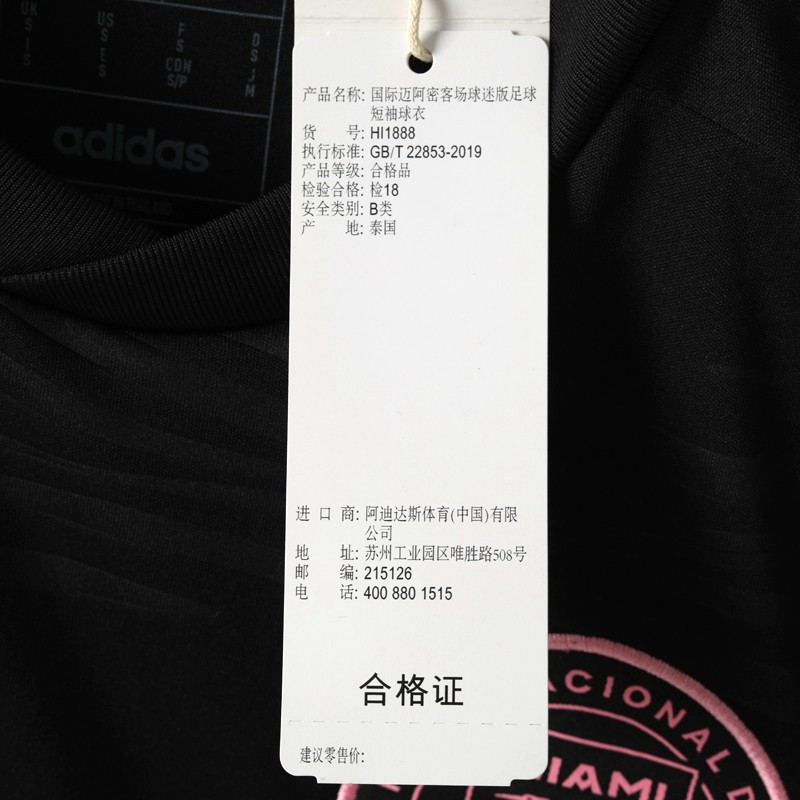 UK
S
I
S
US
S
E
S
F
S
CDN
S/P
D
S
J
M
adidas
产品名称: 国际迈阿密客场球迷版足球
短袖球衣
货 号: HI1888
执行标准: GB/T 22853-2019
产品等级: 合格品
检验合格: 检18
安全类别: B类
产 地: 泰国
进 口 商: 阿迪达斯体育(中国)有限
公司
地 址: 苏州工业园区唯胜路508号
邮 编: 215126
电 话: 400 880 1515
合格证
建议零售价:
ACIONAL D
MIAMI